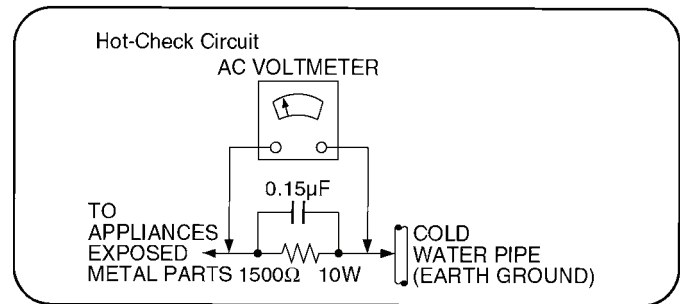 Hot-Check Circuit
AC VOLTMETER
0.15µF
TO
APPLIANCES
EXPOSED
METAL PARTS
1500Ω 10W
COLD
WATER PIPE
(EARTH GROUND)